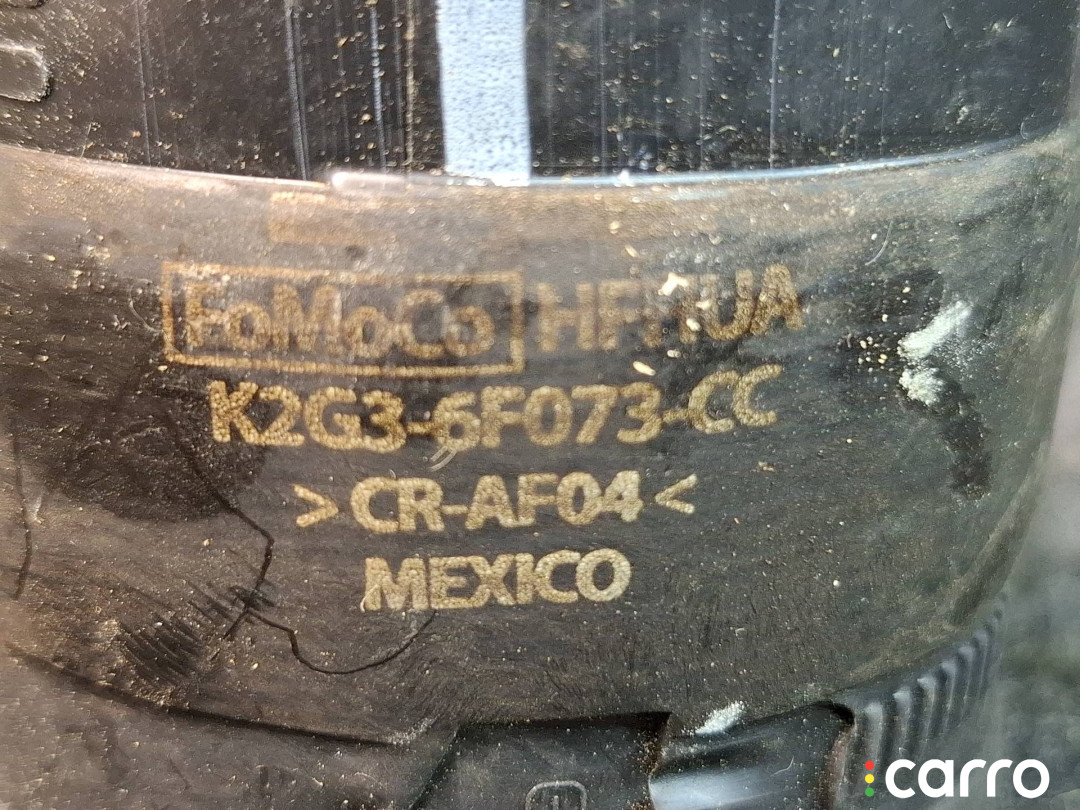 FoMoCo HFHUA
K2G3-6F073-CC
>CR-AF04<
MEXICO
carro